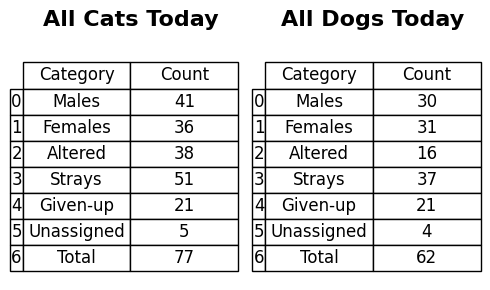 All Cats Today
Category Count
0 Males 41
1 Females 36
2 Altered 38
3 Strays 51
4 Given-up 21
5 Unassigned 5
6 Total 77
All Dogs Today
Category Count
0 Males 30
1 Females 31
2 Altered 16
3 Strays 37
4 Given-up 21
5 Unassigned 4
6 Total 62